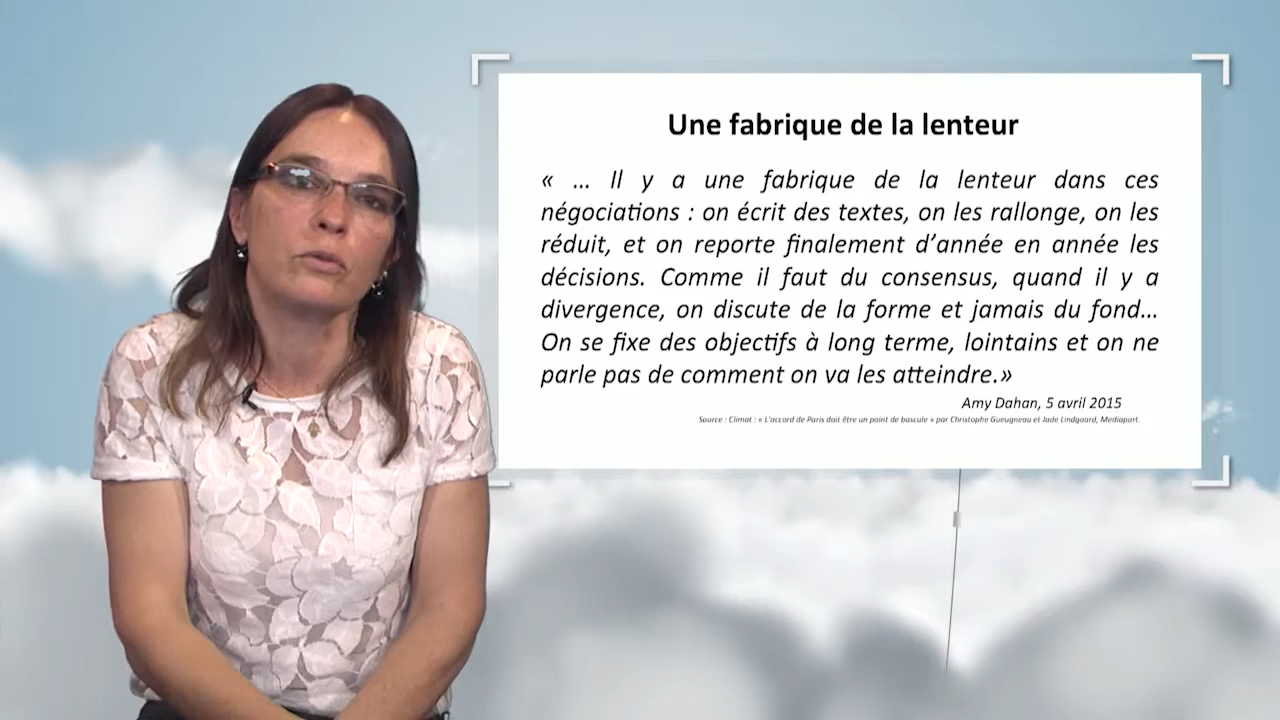 Une fabrique de la lenteur
« … Il y a une fabrique de la lenteur dans ces
négociations : on écrit des textes, on les rallonge, on les
réduit, et on reporte finalement d’année en année les
décisions. Comme il faut du consensus, quand il y a
divergence, on discute de la forme et jamais du fond…
On se fixe des objectifs à long terme, lointains et on ne
parle pas de comment on va les atteindre.»
Amy Dahan, 5 avril 2015
Source : Climat : « L’accord de Paris doit être un point de bascule » par Christophe Gueugneau et Jade Lindgaard, Mediapart.